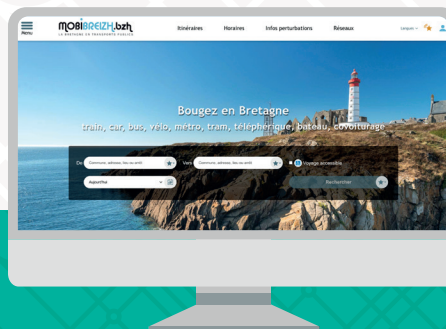 Menu
MOBIBREIZH.bzh
LA BRETAGNE EN TRANSPORTS PUBLICS
Itinéraires
Horaires
Infos perturbations
Réseaux
Langues
Bougez en Bretagne
train, car, bus, vélo, métro, tram, téléphérique, bateau, covoiturage
De
Commune, adresse, lieu ou arrêt
Vers
Commune, adresse, lieu ou arrêt
Voyage accessible
Aujourd'hui
Rechercher